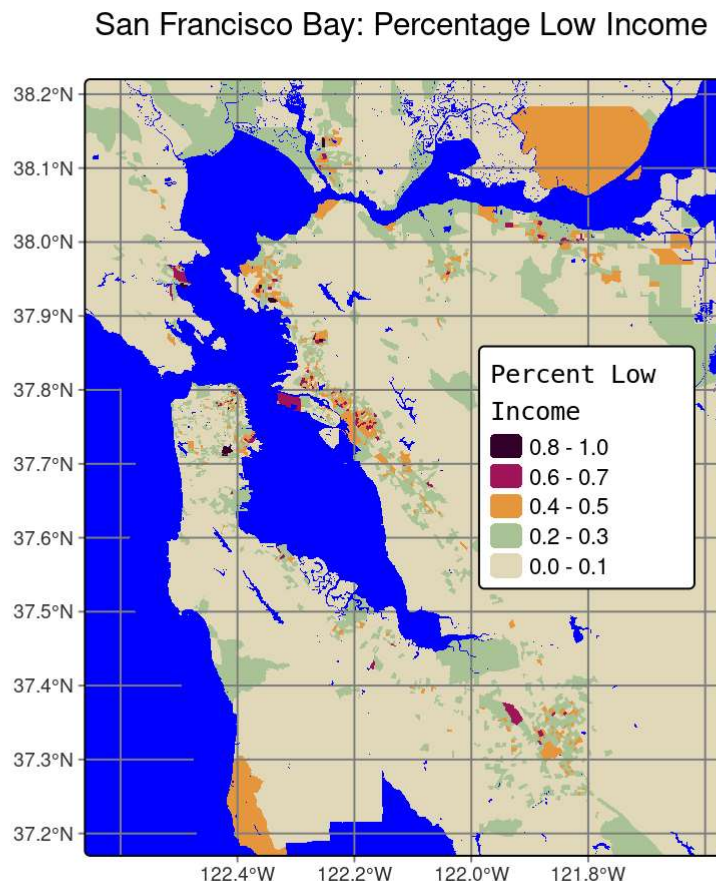 San Francisco Bay: Percentage Low Income
38.2°N
38.1°N
38.0°N
37.9°N
37.8°N
37.7°N
37.6°N
37.5°N
37.4°N
37.3°N
37.2°N
Percent Low
Income
0.8 - 1.0
0.6 - 0.7
0.4 - 0.5
0.2 - 0.3
0.0 - 0.1
122.4°W 122.2°W 122.0°W 121.8°W